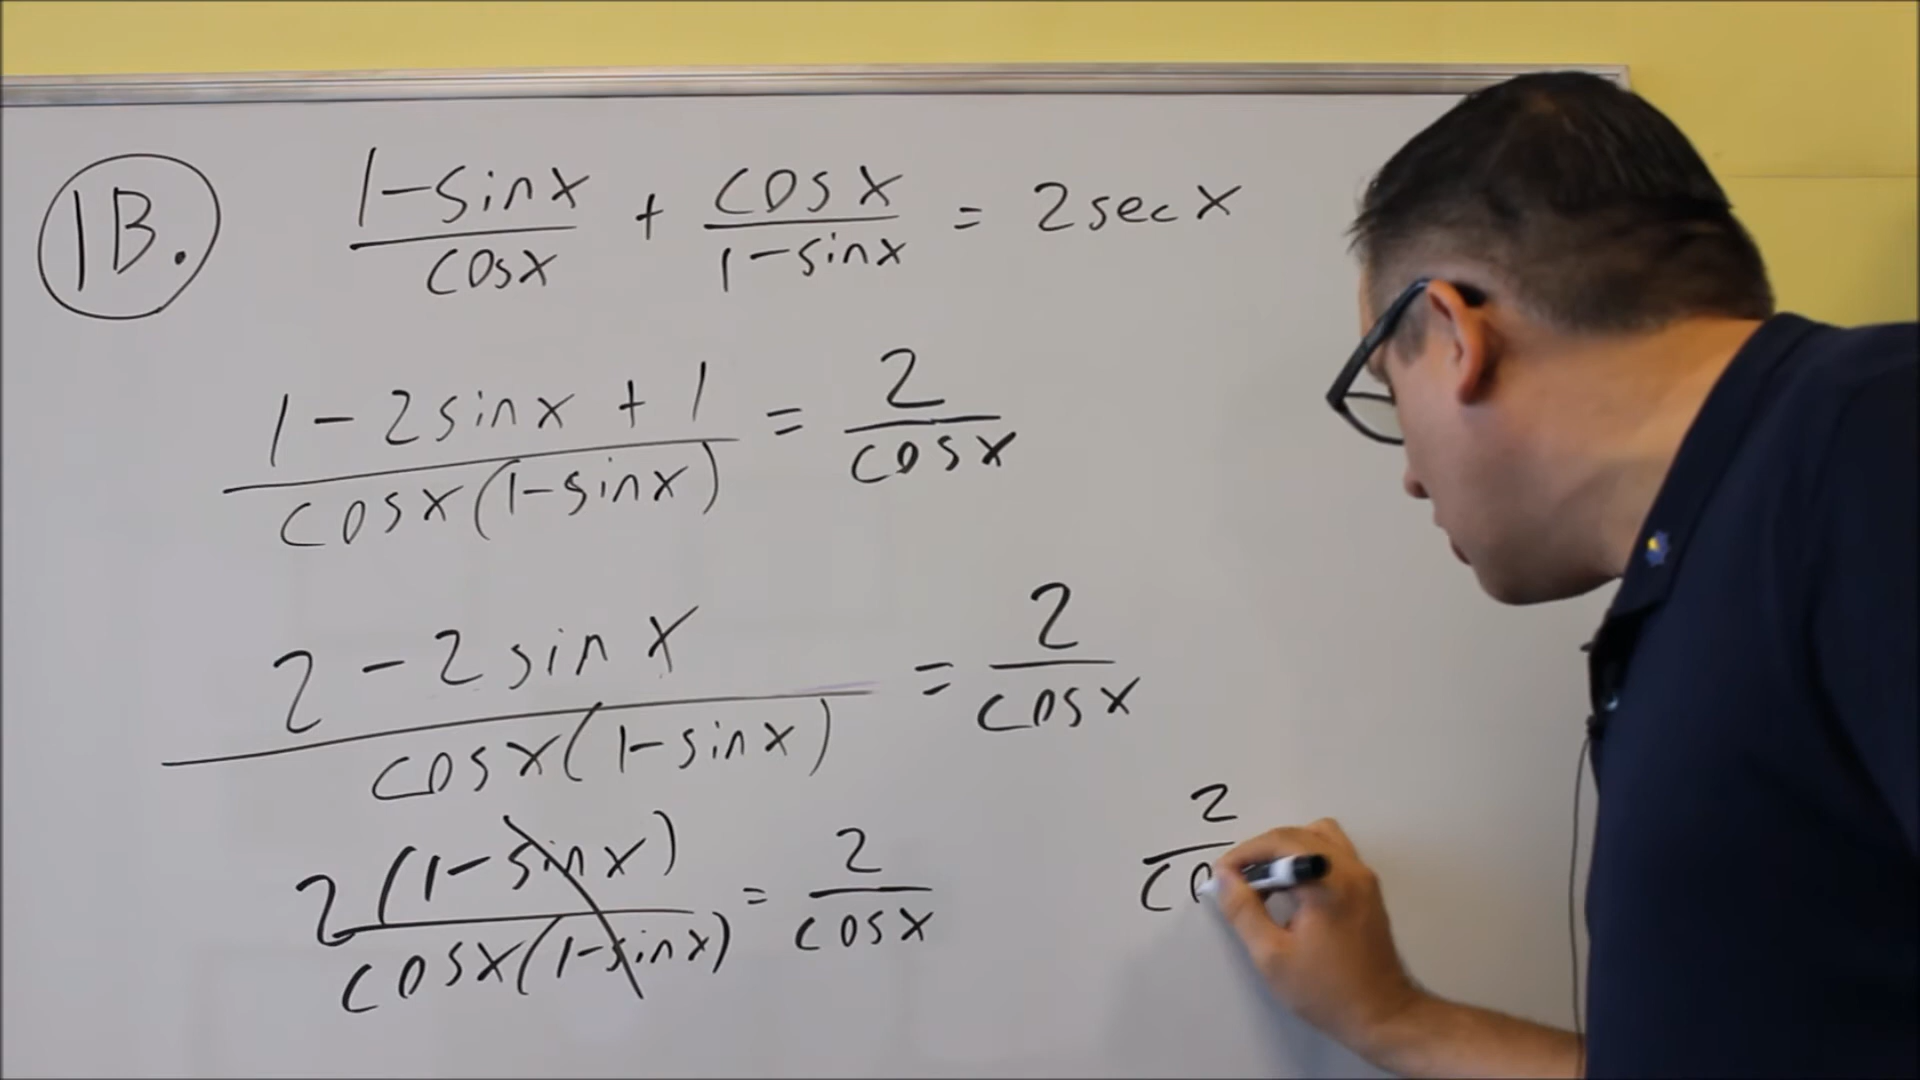 1B. (1-sinx)/(cosx) + (cosx)/(1-sinx) = 2secx
(1-2sinx+1)/(cosx(1-sinx)) = 2/(cosx)
(2-2sinx)/(cosx(1-sinx)) = 2/(cosx)
2(1-sinx)/(cosx(1-sinx)) = 2/(cosx) 2/(co